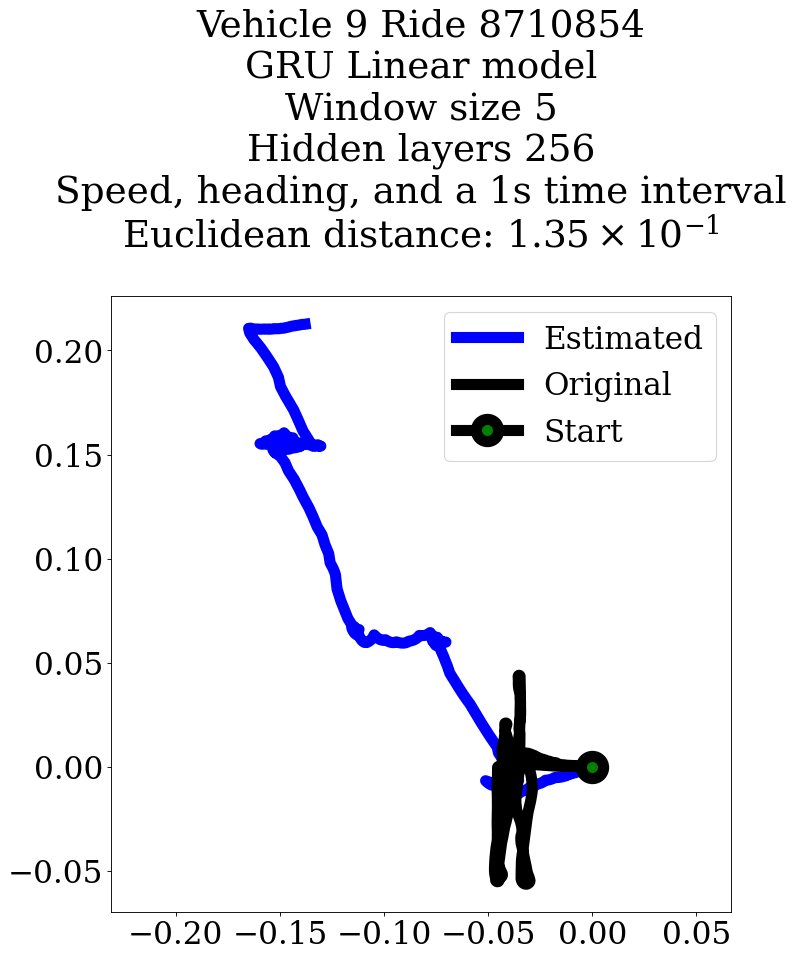 Vehicle 9 Ride 8710854
GRU Linear model
Window size 5
Hidden layers 256
Speed, heading, and a 1s time interval
Euclidean distance: 1.35 × 10⁻¹
Estimated
Original
Start
0.20
0.15
0.10
0.05
0.00
−0.05
−0.20 −0.15 −0.10 −0.05 0.00 0.05